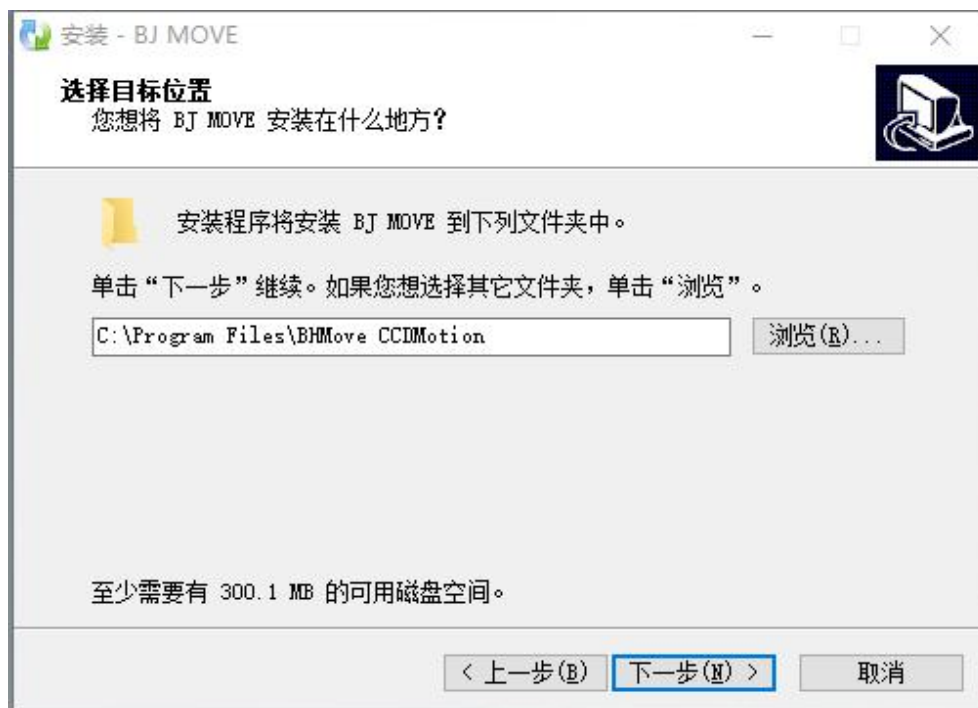 安装 - BJ MOVE
选择目标位置
您想将 BJ MOVE 安装在什么地方?
安装程序将安装 BJ MOVE 到下列文件夹中。
单击“下一步”继续。如果您想选择其它文件夹，单击“浏览”。
C:\Program Files\BHMove CCDMotion
浏览(R)...
至少需要有 300.1 MB 的可用磁盘空间。
< 上一步(B)
下一步(N) >
取消